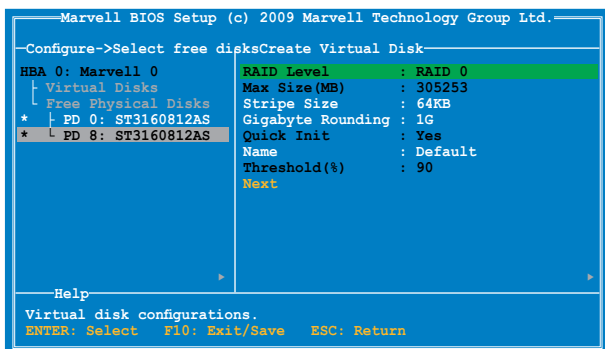 Marvell BIOS Setup (c) 2009 Marvell Technology Group Ltd.
Configure->Select free disksCreate Virtual Disk
HBA 0: Marvell 0
Virtual Disks
Free Physical Disks
* PD 0: ST3160812AS
* PD 8: ST3160812AS
RAID Level : RAID 0
Max Size(MB) : 305253
Stripe Size : 64KB
Gigabyte Rounding : 1G
Quick Init : Yes
Name : Default
Threshold(%) : 90
Next
Help
Virtual disk configurations.
ENTER: Select F10: Exit/Save ESC: Return